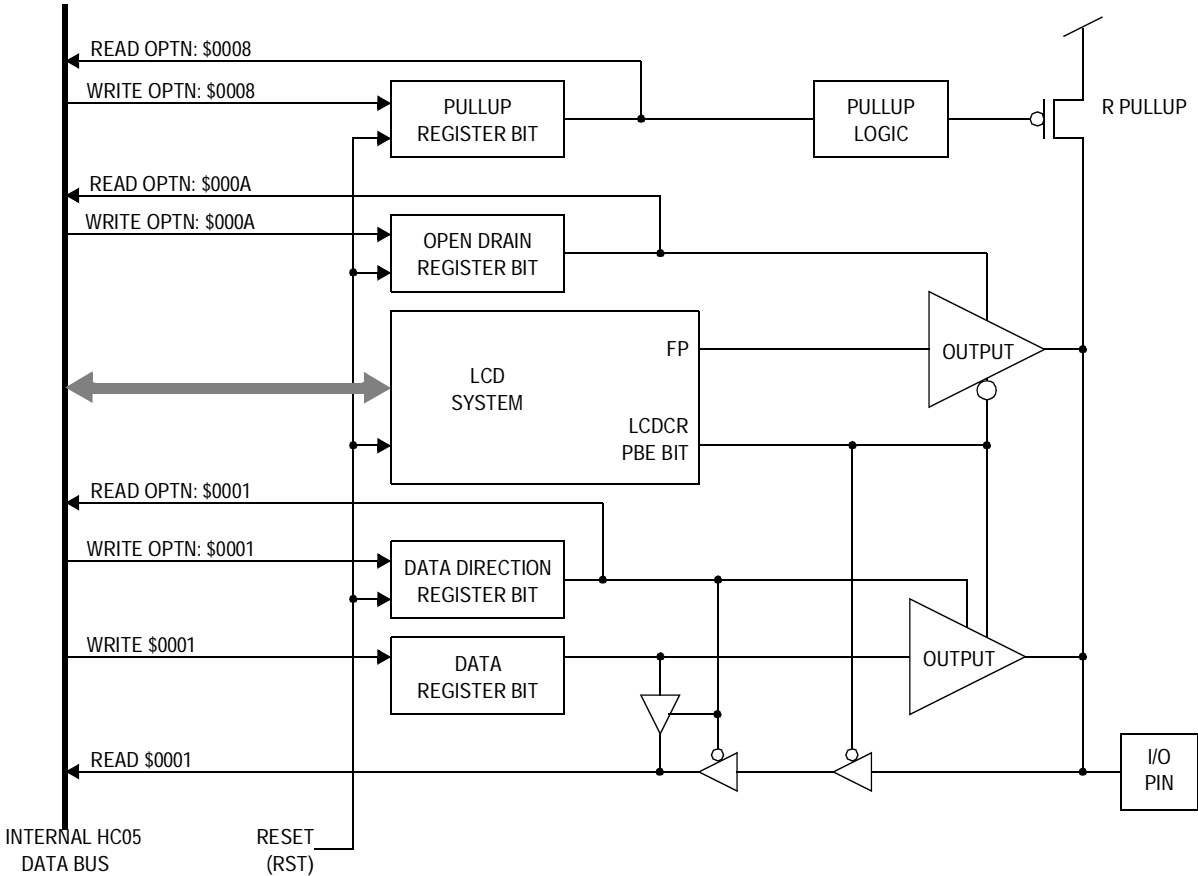 READ OPTN: $0008
WRITE OPTN: $0008
PULLUP
REGISTER BIT
PULLUP
LOGIC
R PULLUP
READ OPTN: $000A
WRITE OPTN: $000A
OPEN DRAIN
REGISTER BIT
FP
OUTPUT
LCD
SYSTEM
LCDCR
PBE BIT
READ OPTN: $0001
WRITE OPTN: $0001
DATA DIRECTION
REGISTER BIT
WRITE $0001
DATA
REGISTER BIT
OUTPUT
READ $0001
I/O
PIN
INTERNAL HC05
DATA BUS
RESET
(RST)